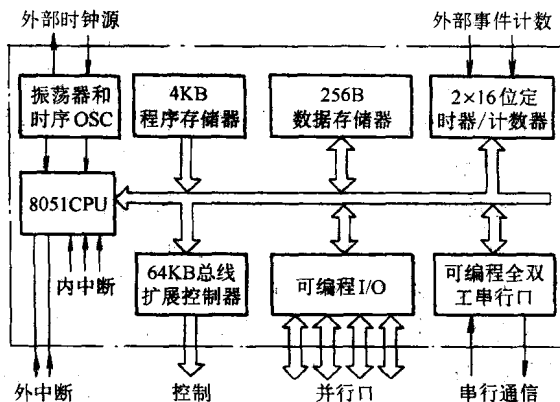 外部时钟源
外部事件计数
振荡器和
时序OSC
4KB
程序存储器
256B
数据存储器
2×16位定
时器/计数器
8051CPU
内中断
64KB总线
扩展控制器
可编程I/O
可编程全双
工串行口
外中断
控制
并行口
串行通信